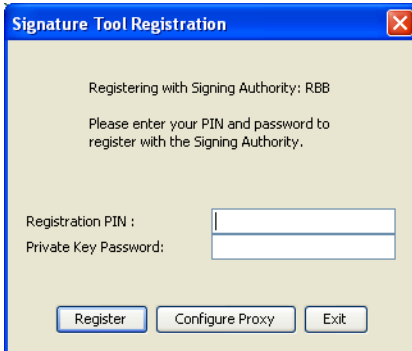 Signature Tool Registration
Registering with Signing Authority: RBB
Please enter your PIN and password to
register with the Signing Authority.
Registration PIN :
Private Key Password:
Register Configure Proxy Exit